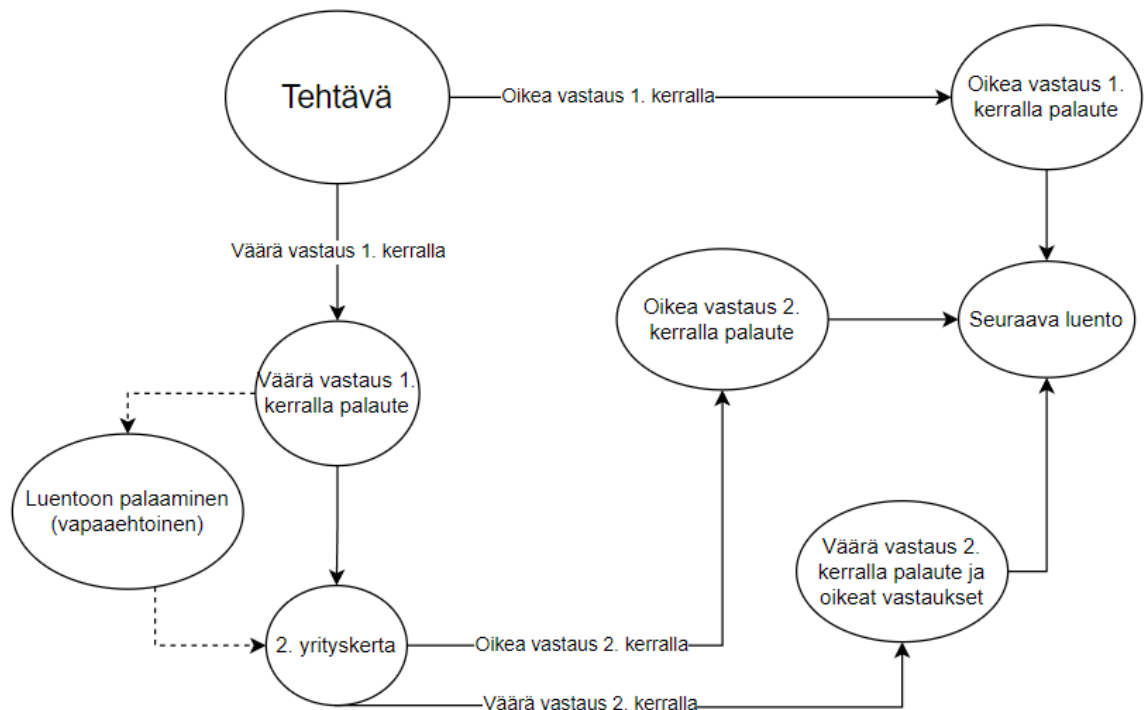 Tehtävä
Oikea vastaus 1. kerralla
Oikea vastaus 1.
kerralla palaute
Väärä vastaus 1. kerralla
Oikea vastaus 2.
kerralla palaute
Seuraava luento
Väärä vastaus 1.
kerralla palaute
Luentoon palaaminen
(vapaaehtoinen)
Väärä vastaus 2.
kerralla palaute ja
oikeat vastaukset
2. yrityskerta
Oikea vastaus 2. kerralla
Väärä vastaus 2. kerralla